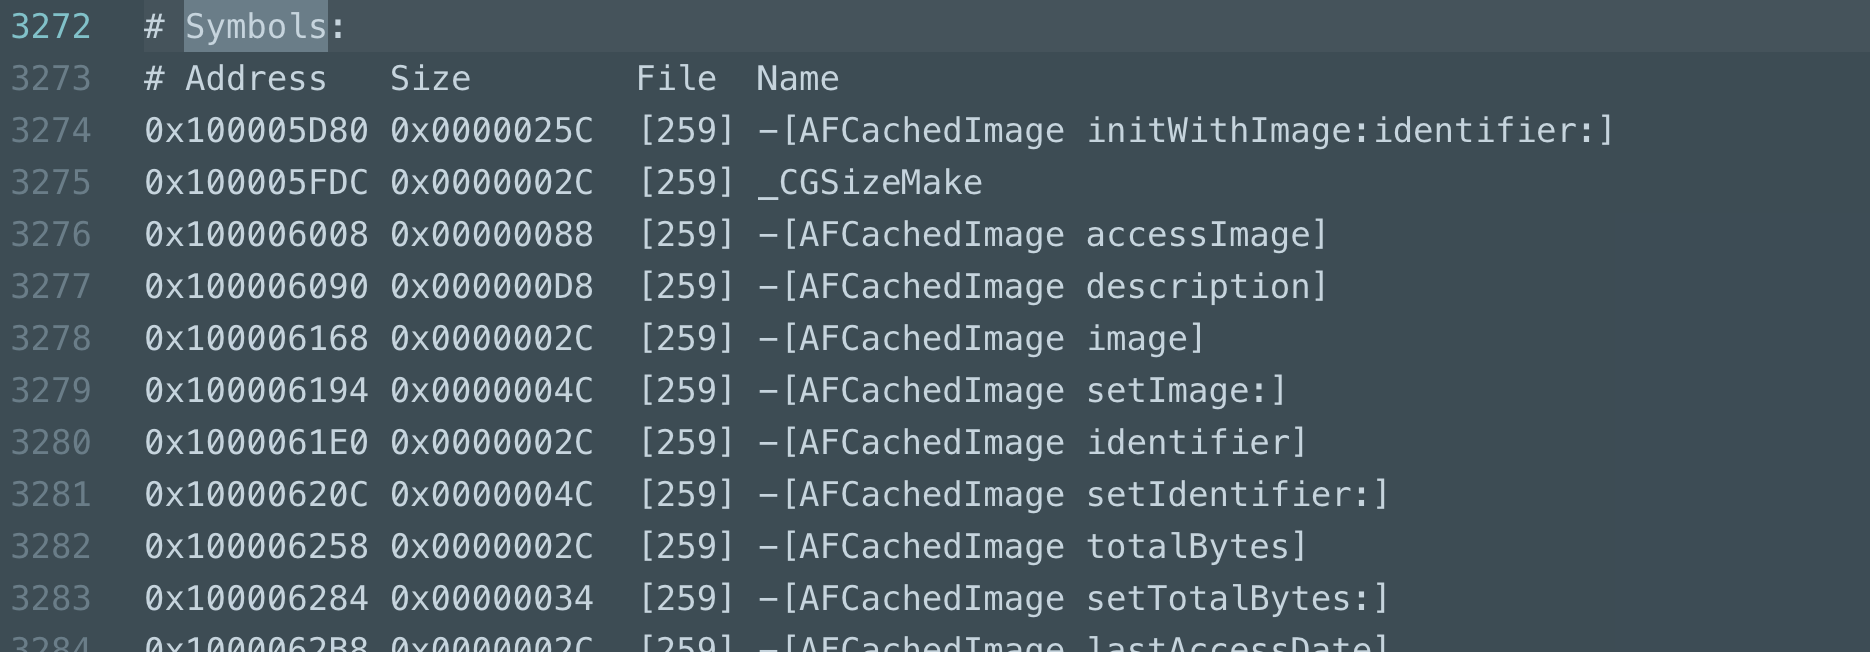 3272 # Symbols:
3273 # Address   Size        File  Name
3274 0x100005D80 0x0000025C  [259] -[AFCachedImage initWithImage:identifier:]
3275 0x100005FDC 0x0000002C  [259] _CGSizeMake
3276 0x100006008 0x00000088  [259] -[AFCachedImage accessImage]
3277 0x100006090 0x000000D8  [259] -[AFCachedImage description]
3278 0x100006168 0x0000002C  [259] -[AFCachedImage image]
3279 0x100006194 0x0000004C  [259] -[AFCachedImage setImage:]
3280 0x1000061E0 0x0000002C  [259] -[AFCachedImage identifier]
3281 0x10000620C 0x0000004C  [259] -[AFCachedImage setIdentifier:]
3282 0x100006258 0x0000002C  [259] -[AFCachedImage totalBytes]
3283 0x100006284 0x00000034  [259] -[AFCachedImage setTotalBytes:]
3284 0x1000062B8 0x0000002C  [259] -[AFCachedImage lastAccessDate]